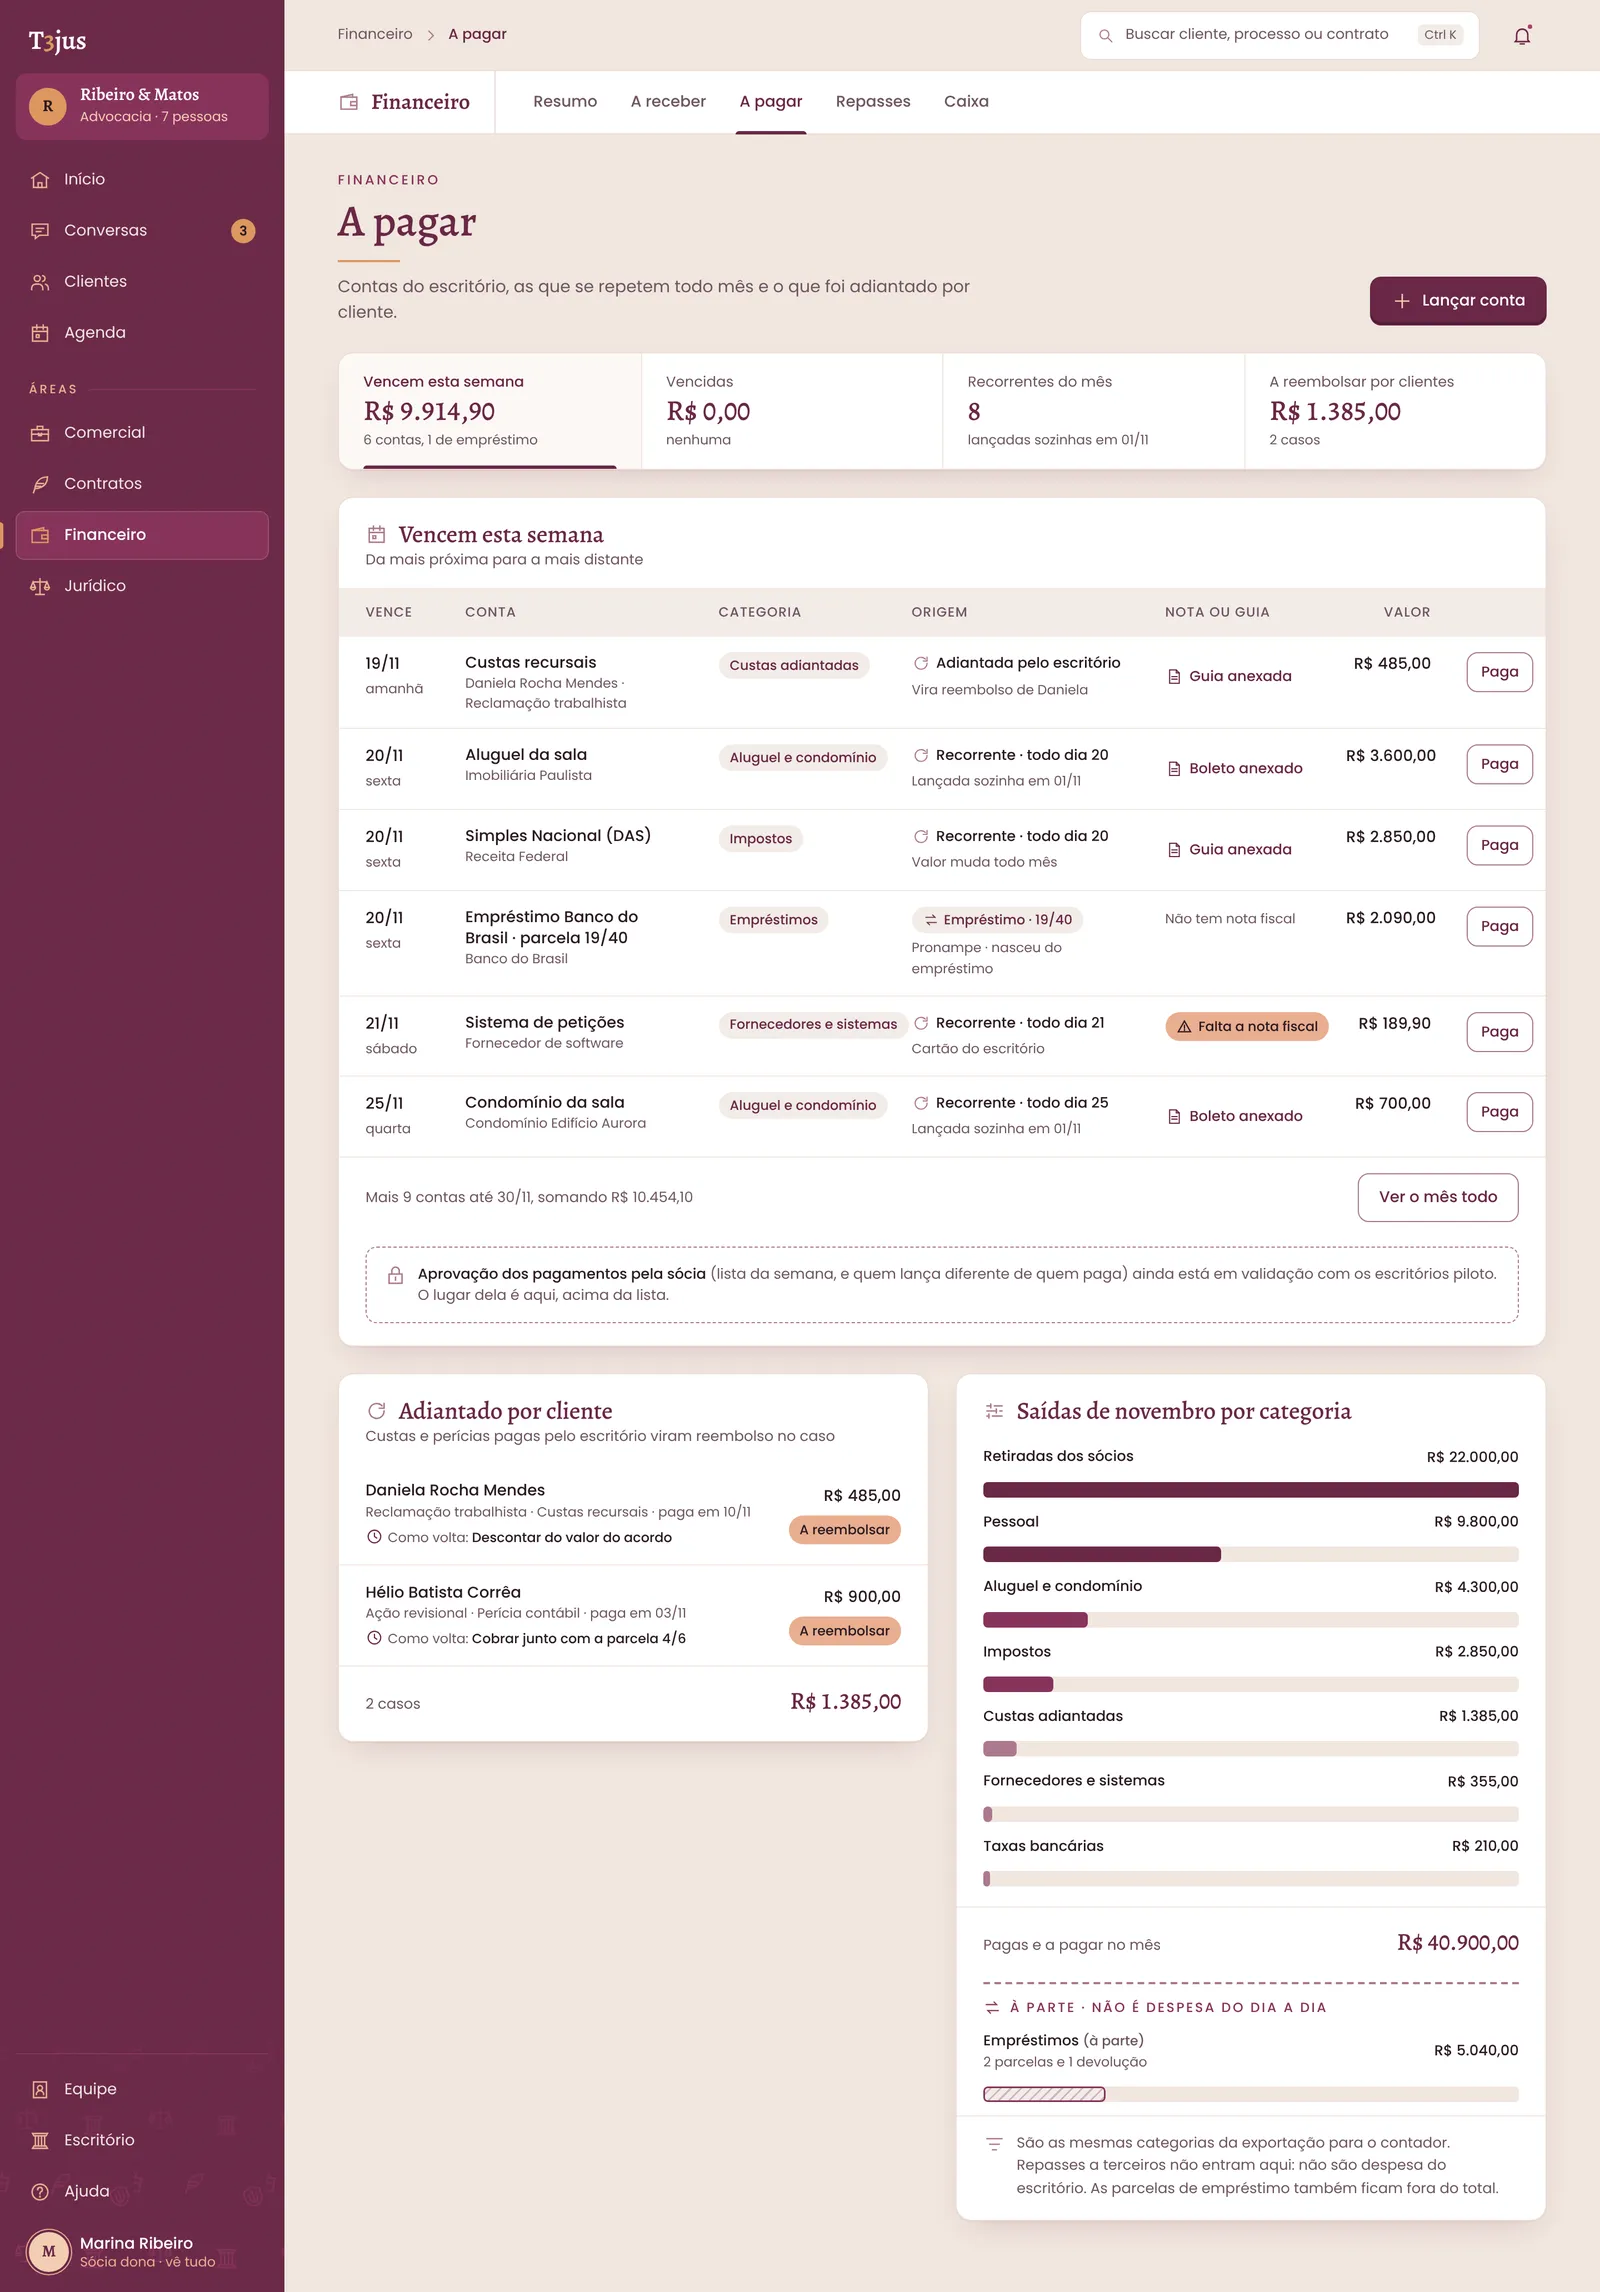 T3jus
R
Ribeiro & Matos
Advocacia · 7 pessoas
Início
Conversas
3
Clientes
Agenda
ÁREAS
Comercial
Contratos
Financeiro
Jurídico
Equipe
Escritório
Ajuda
M
Marina Ribeiro
Sócia dona · vê tudo
Financeiro
A pagar
Buscar cliente, processo ou contrato
Ctrl K
Financeiro
Resumo
A receber
A pagar
Repasses
Caixa
FINANCEIRO
A pagar
Contas do escritório, as que se repetem todo mês e o que foi adiantado por
cliente.
Lançar conta
Vencem esta semana
R$ 9.914,90
6 contas, 1 de empréstimo
Vencidas
R$ 0,00
nenhuma
Recorrentes do mês
8
lançadas sozinhas em 01/11
A reembolsar por clientes
R$ 1.385,00
2 casos
Vencem esta semana
Da mais próxima para a mais distante
VENCE CONTA CATEGORIA ORIGEM NOTA OU GUIA VALOR
19/11
amanhã
Custas recursais
Daniela Rocha Mendes ·
Reclamação trabalhista
Custas adiantadas
Adiantada pelo escritório
Vira reembolso de Daniela
Guia anexada
R$ 485,00
Paga
20/11
sexta
Aluguel da sala
Imobiliária Paulista
Aluguel e condomínio
Recorrente · todo dia 20
Lançada sozinha em 01/11
Boleto anexado
R$ 3.600,00
Paga
20/11
sexta
Simples Nacional (DAS)
Receita Federal
Impostos
Recorrente · todo dia 20
Valor muda todo mês
Guia anexada
R$ 2.850,00
Paga
20/11
sexta
Empréstimo Banco do
Brasil · parcela 19/40
Banco do Brasil
Empréstimos
Empréstimo · 19/40
Pronampe · nasceu do
empréstimo
Não tem nota fiscal
R$ 2.090,00
Paga
21/11
sábado
Sistema de petições
Fornecedor de software
Fornecedores e sistemas
Recorrente · todo dia 21
Cartão do escritório
Falta a nota fiscal
R$ 189,90
Paga
25/11
quarta
Condomínio da sala
Condomínio Edifício Aurora
Aluguel e condomínio
Recorrente · todo dia 25
Lançada sozinha em 01/11
Boleto anexado
R$ 700,00
Paga
Mais 9 contas até 30/11, somando R$ 10.454,10
Ver o mês todo
Aprovação dos pagamentos pela sócia (lista da semana, e quem lança diferente de quem paga) ainda está em validação com os escritórios piloto.
O lugar dela é aqui, acima da lista.
Adiantado por cliente
Custas e perícias pagas pelo escritório viram reembolso no caso
Daniela Rocha Mendes
Reclamação trabalhista · Custas recursais · paga em 10/11
Como volta: Descontar do valor do acordo
R$ 485,00
A reembolsar
Hélio Batista Corrêa
Ação revisional · Perícia contábil · paga em 03/11
Como volta: Cobrar junto com a parcela 4/6
R$ 900,00
A reembolsar
2 casos
R$ 1.385,00
Saídas de novembro por categoria
Retiradas dos sócios
R$ 22.000,00
Pessoal
R$ 9.800,00
Aluguel e condomínio
R$ 4.300,00
Impostos
R$ 2.850,00
Custas adiantadas
R$ 1.385,00
Fornecedores e sistemas
R$ 355,00
Taxas bancárias
R$ 210,00
Pagas e a pagar no mês
R$ 40.900,00
À PARTE · NÃO É DESPESA DO DIA A DIA
Empréstimos (à parte)
2 parcelas e 1 devolução
R$ 5.040,00
São as mesmas categorias da exportação para o contador.
Repasses a terceiros não entram aqui: não são despesa do
escritório. As parcelas de empréstimo também ficam fora do total.